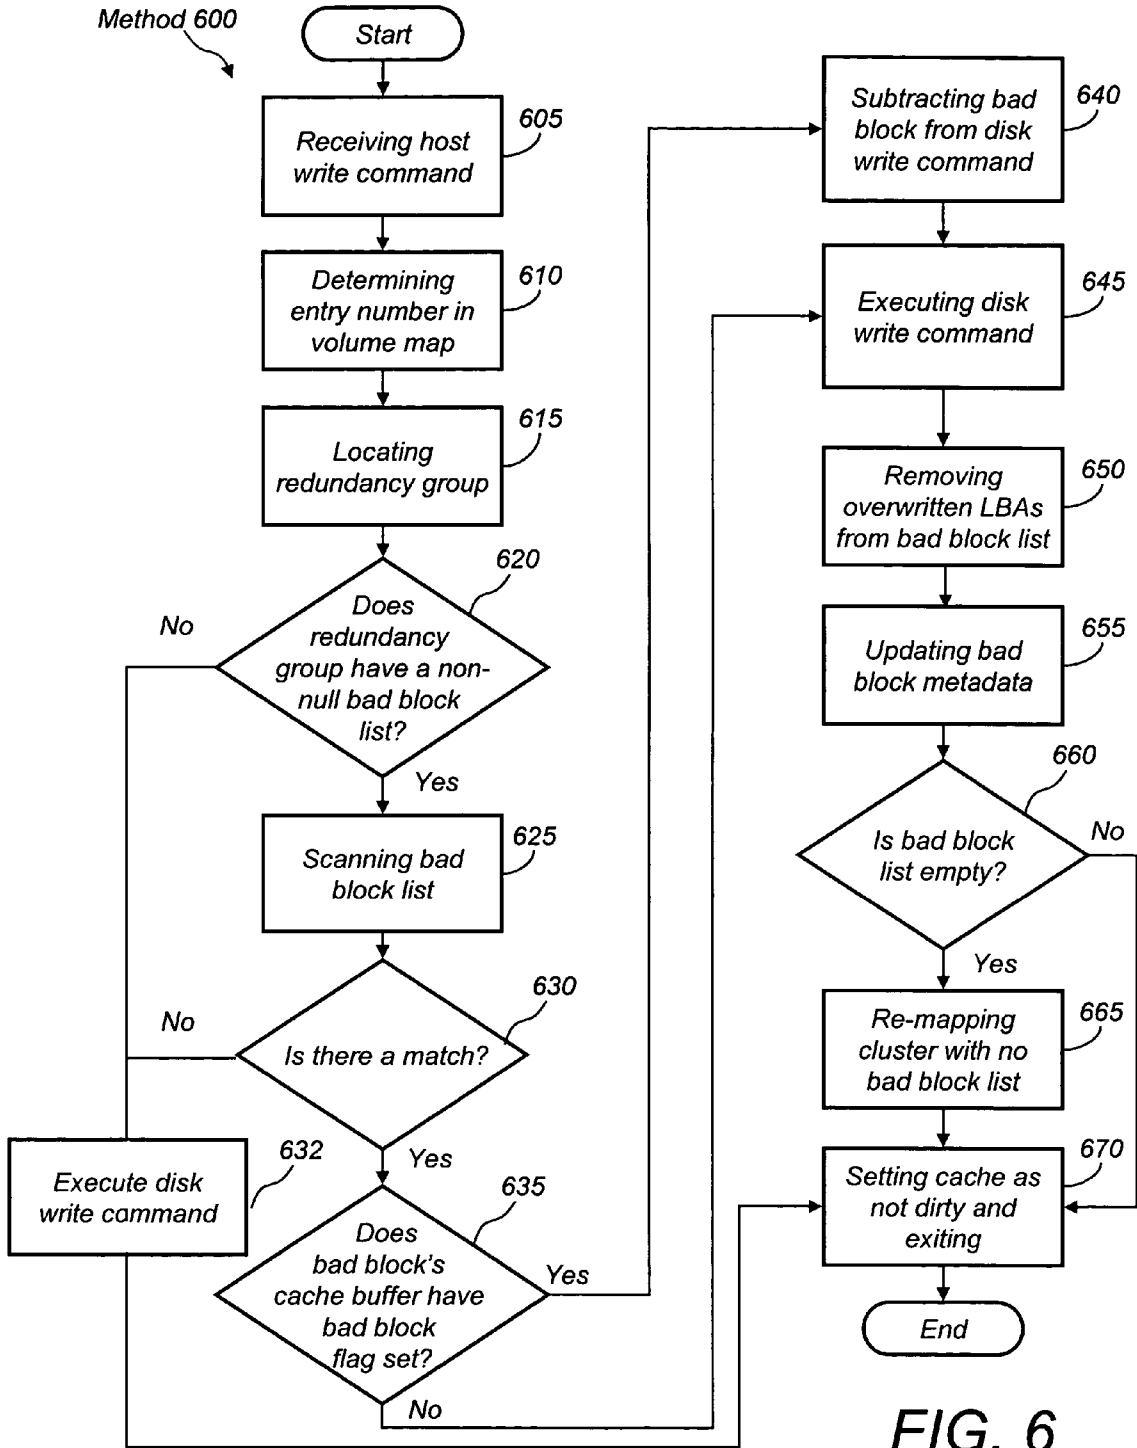 Method 600
Start
605
Receiving host
write command
610
Determining
entry number in
volume map
615
Locating
redundancy group
620
Does
redundancy
group have a non-
null bad block
list?
No
Yes
625
Scanning bad
block list
630
Is there a match?
No
Yes
632
Execute disk
write command
635
Does
bad block's
cache buffer have
bad block
flag set?
Yes
No
640
Subtracting bad
block from disk
write command
645
Executing disk
write command
650
Removing
overwritten LBAs
from bad block list
655
Updating bad
block metadata
660
Is bad block
list empty?
No
Yes
665
Re-mapping
cluster with no
bad block list
670
Setting cache as
not dirty and
exiting
End
FIG. 6